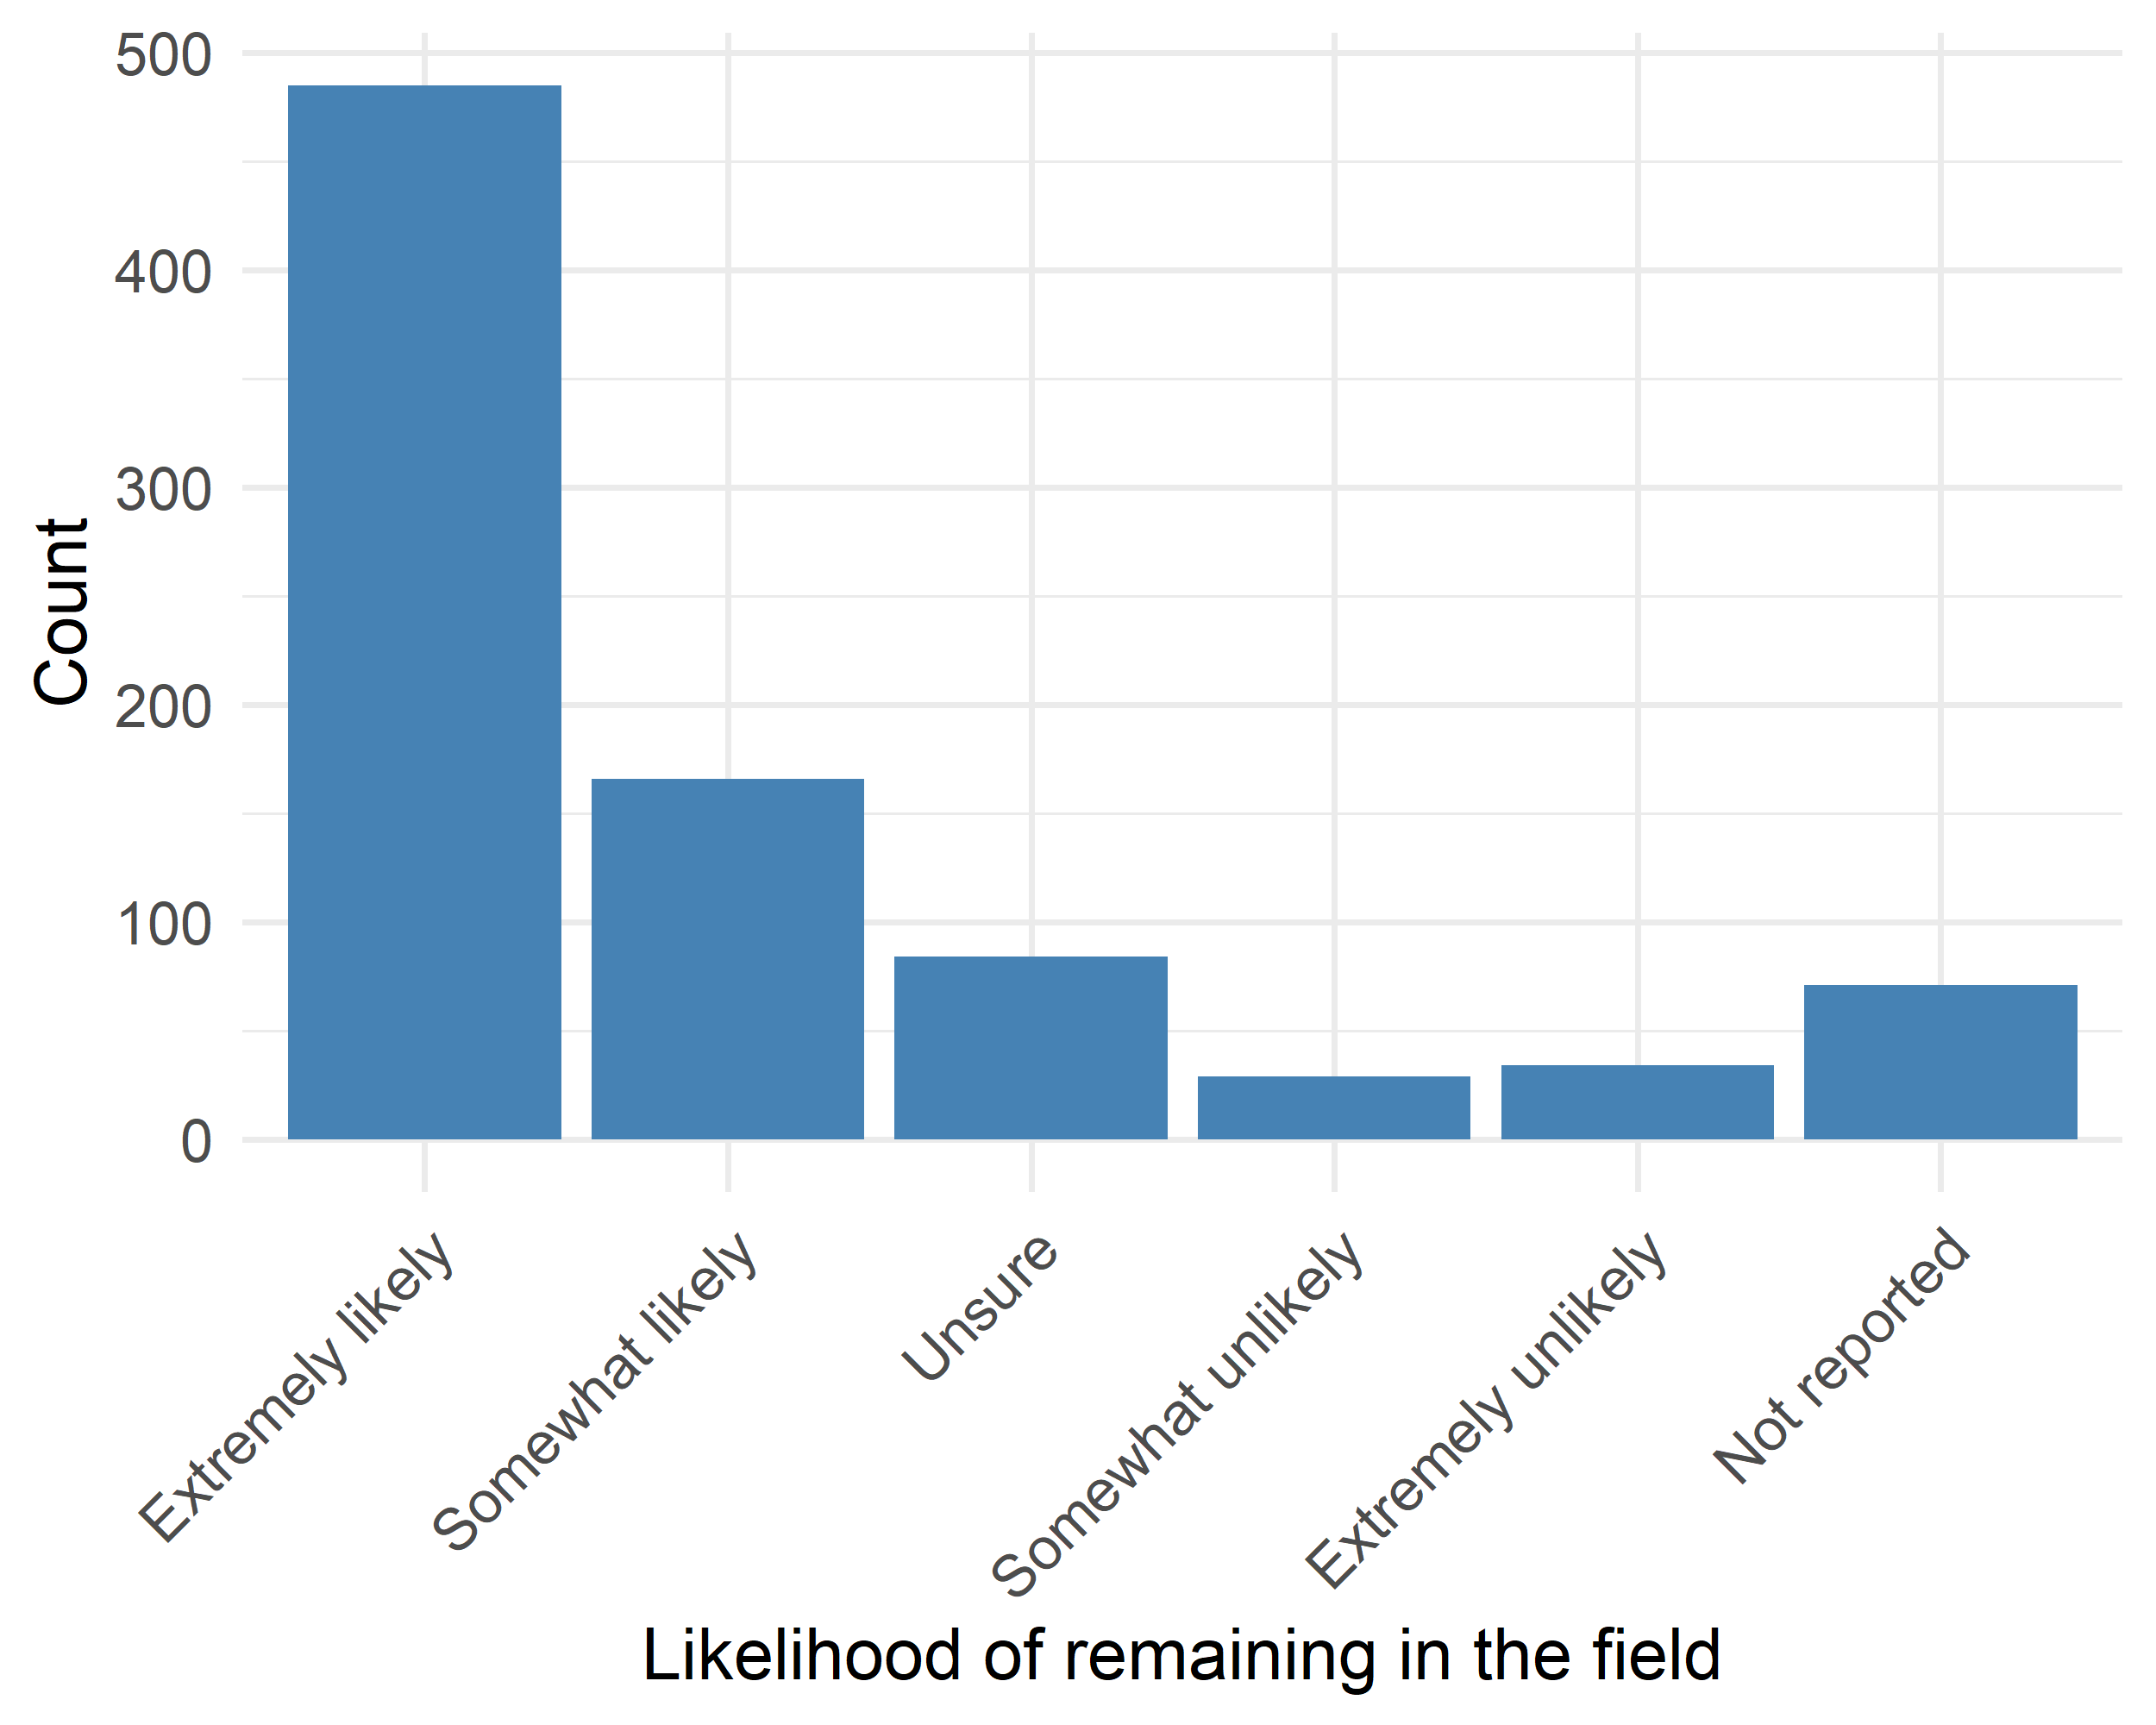 Count
500
400
300
200
100
0
Extremely likely
Somewhat likely
Unsure
Somewhat unlikely
Extremely unlikely
Not reported
Likelihood of remaining in the field